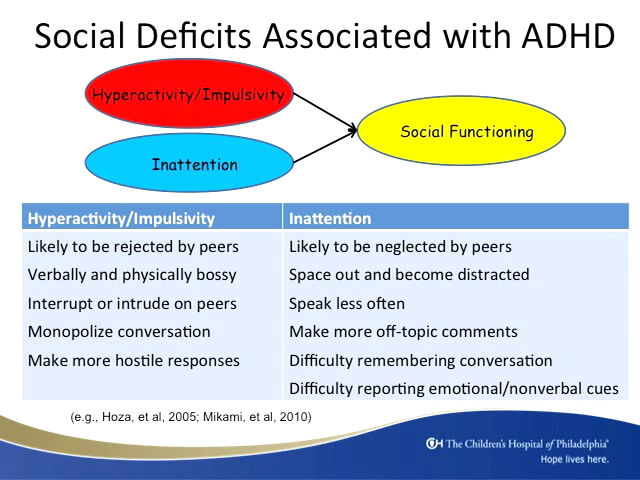 Social Deficits Associated with ADHD
Hyperactivity/Impulsivity
Social Functioning
Inattention
Hyperactivity/Impulsivity Inattention
Likely to be rejected by peers Likely to be neglected by peers
Verbally and physically bossy Space out and become distracted
Interrupt or intrude on peers Speak less often
Monopolize conversation Make more off-topic comments
Make more hostile responses Difficulty remembering conversation
Difficulty reporting emotional/nonverbal cues
(e.g., Hoza, et al, 2005; Mikami, et al, 2010)
CH The Children's Hospital of Philadelphia®
Hope lives here.